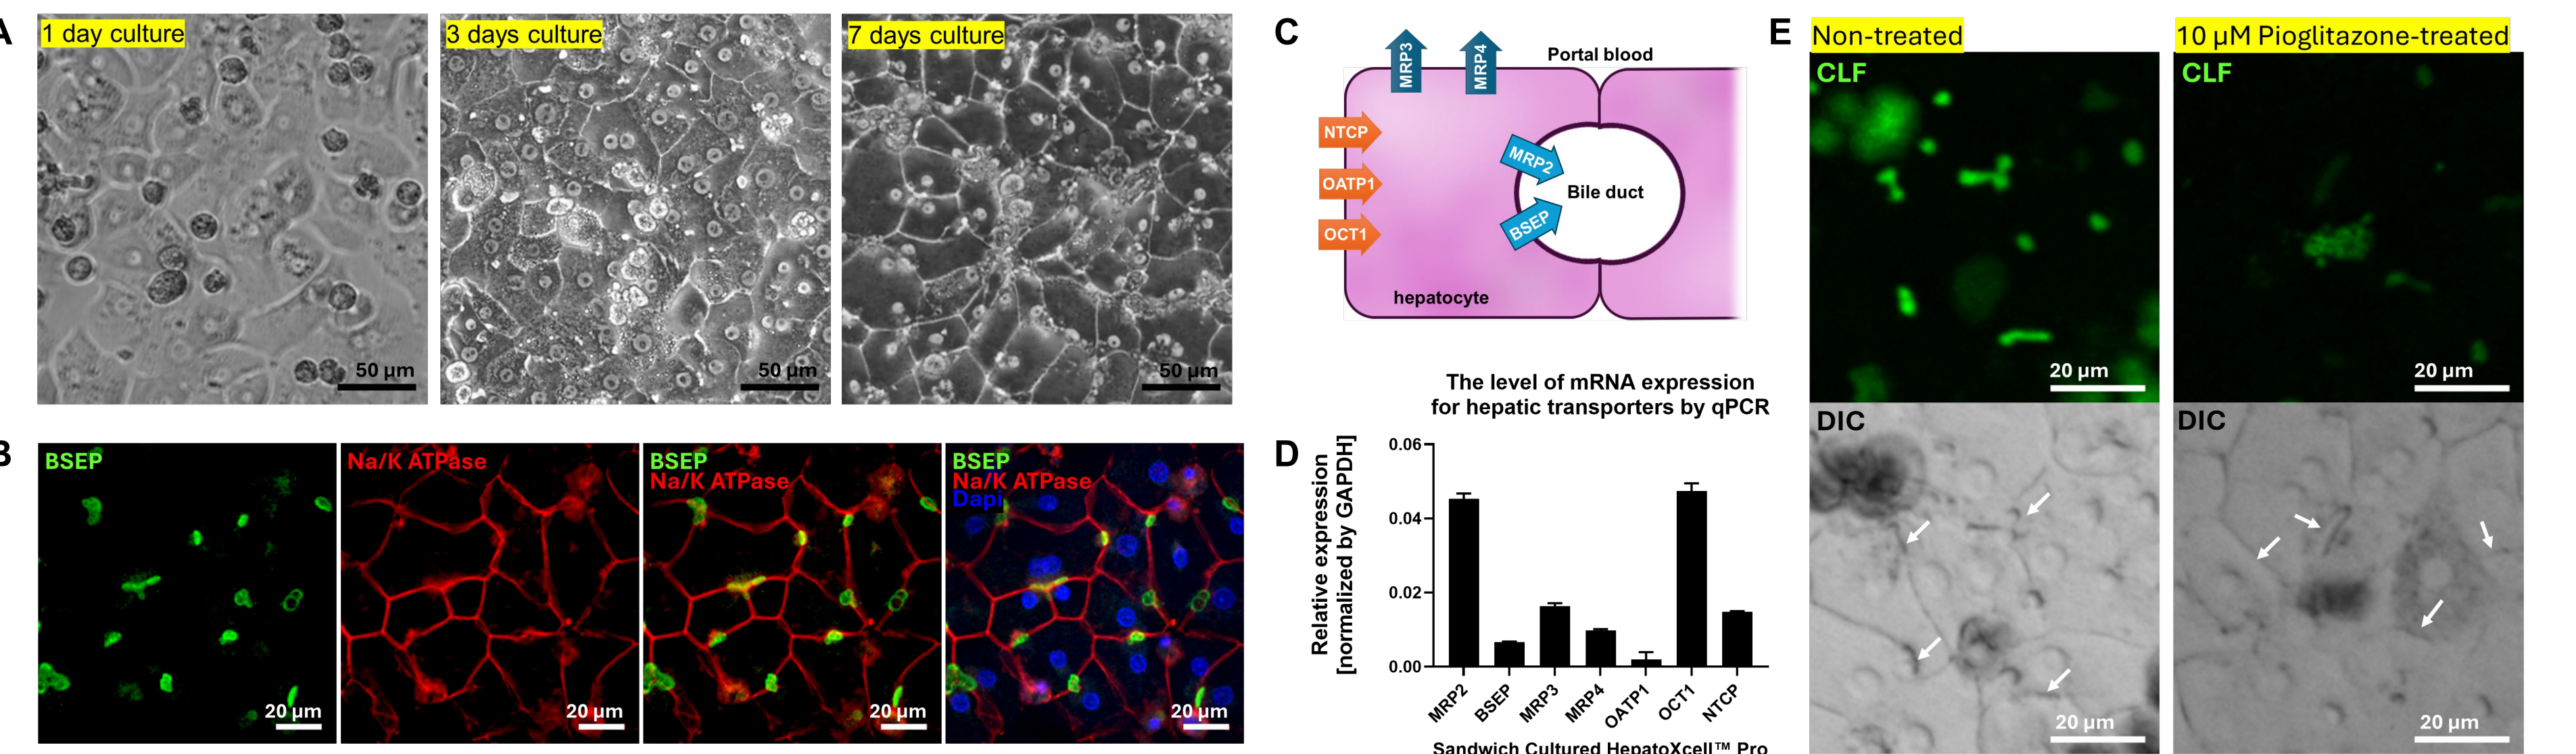 A
1 day culture
50 µm
3 days culture
50 µm
7 days culture
50 µm
B
BSEP
20 µm
Na/K ATPase
20 µm
BSEP
Na/K ATPase
20 µm
BSEP
Na/K ATPase
Dapi
20 µm
C
MRP3
MRP4
Portal blood
NTCP
OATP1
OCT1
MRP2
BSEP
Bile duct
hepatocyte
D
The level of mRNA expression
for hepatic transporters by qPCR
Relative expression
[normalized by GAPDH]
0.06
0.04
0.02
0.00
MRP2
BSEP
MRP3
MRP4
OATP1
OCT1
NTCP
Sandwich Cultured HepatoXcell™ Pro
E
Non-treated
CLF
20 µm
DIC
20 µm
10 µM Pioglitazone-treated
CLF
20 µm
DIC
20 µm